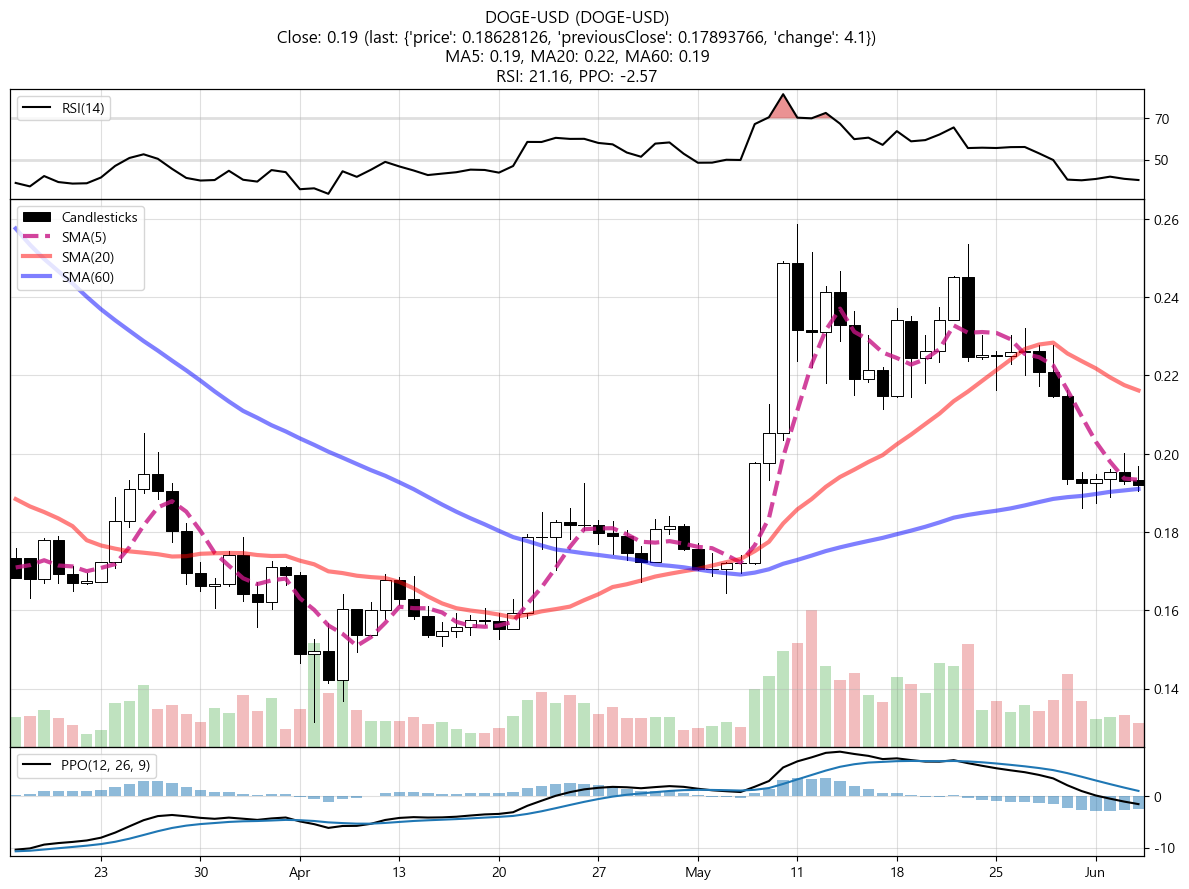 DOGE-USD (DOGE-USD)
Close: 0.19 (last: {'price': 0.18628126, 'previousClose': 0.17893766, 'change': 4.1})
MA5: 0.19, MA20: 0.22, MA60: 0.19
RSI: 21.16, PPO: -2.57
RSI(14)
70
50
Candlesticks
SMA(5)
SMA(20)
SMA(60)
0.26
0.24
0.22
0.20
0.18
0.16
0.14
PPO(12, 26, 9)
0
-10
23 30 Apr 13 20 27 May 11 18 25 Jun